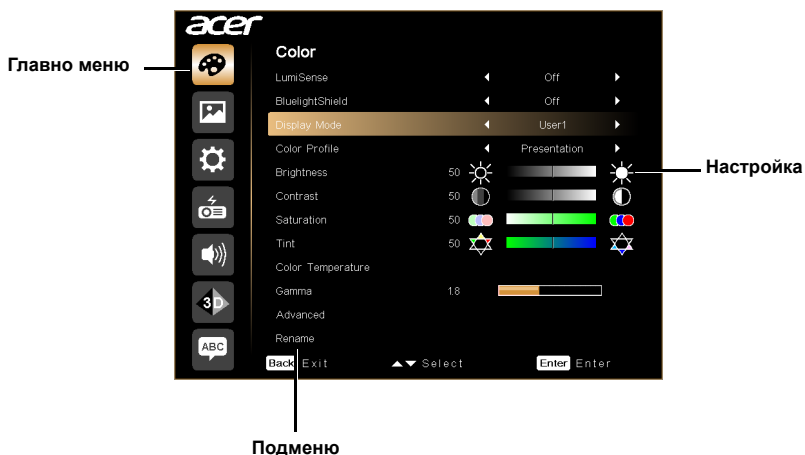 acer
Color
Главно меню
LumiSense Off
BluelightShield Off
Display Mode User1
Color Profile Presentation
Brightness 50
Настройка
Contrast 50
Saturation 50
Tint 50
Color Temperature
Gamma 1.8
3D
Advanced
Rename
ABC
Back Exit Select Enter Enter
Подменю